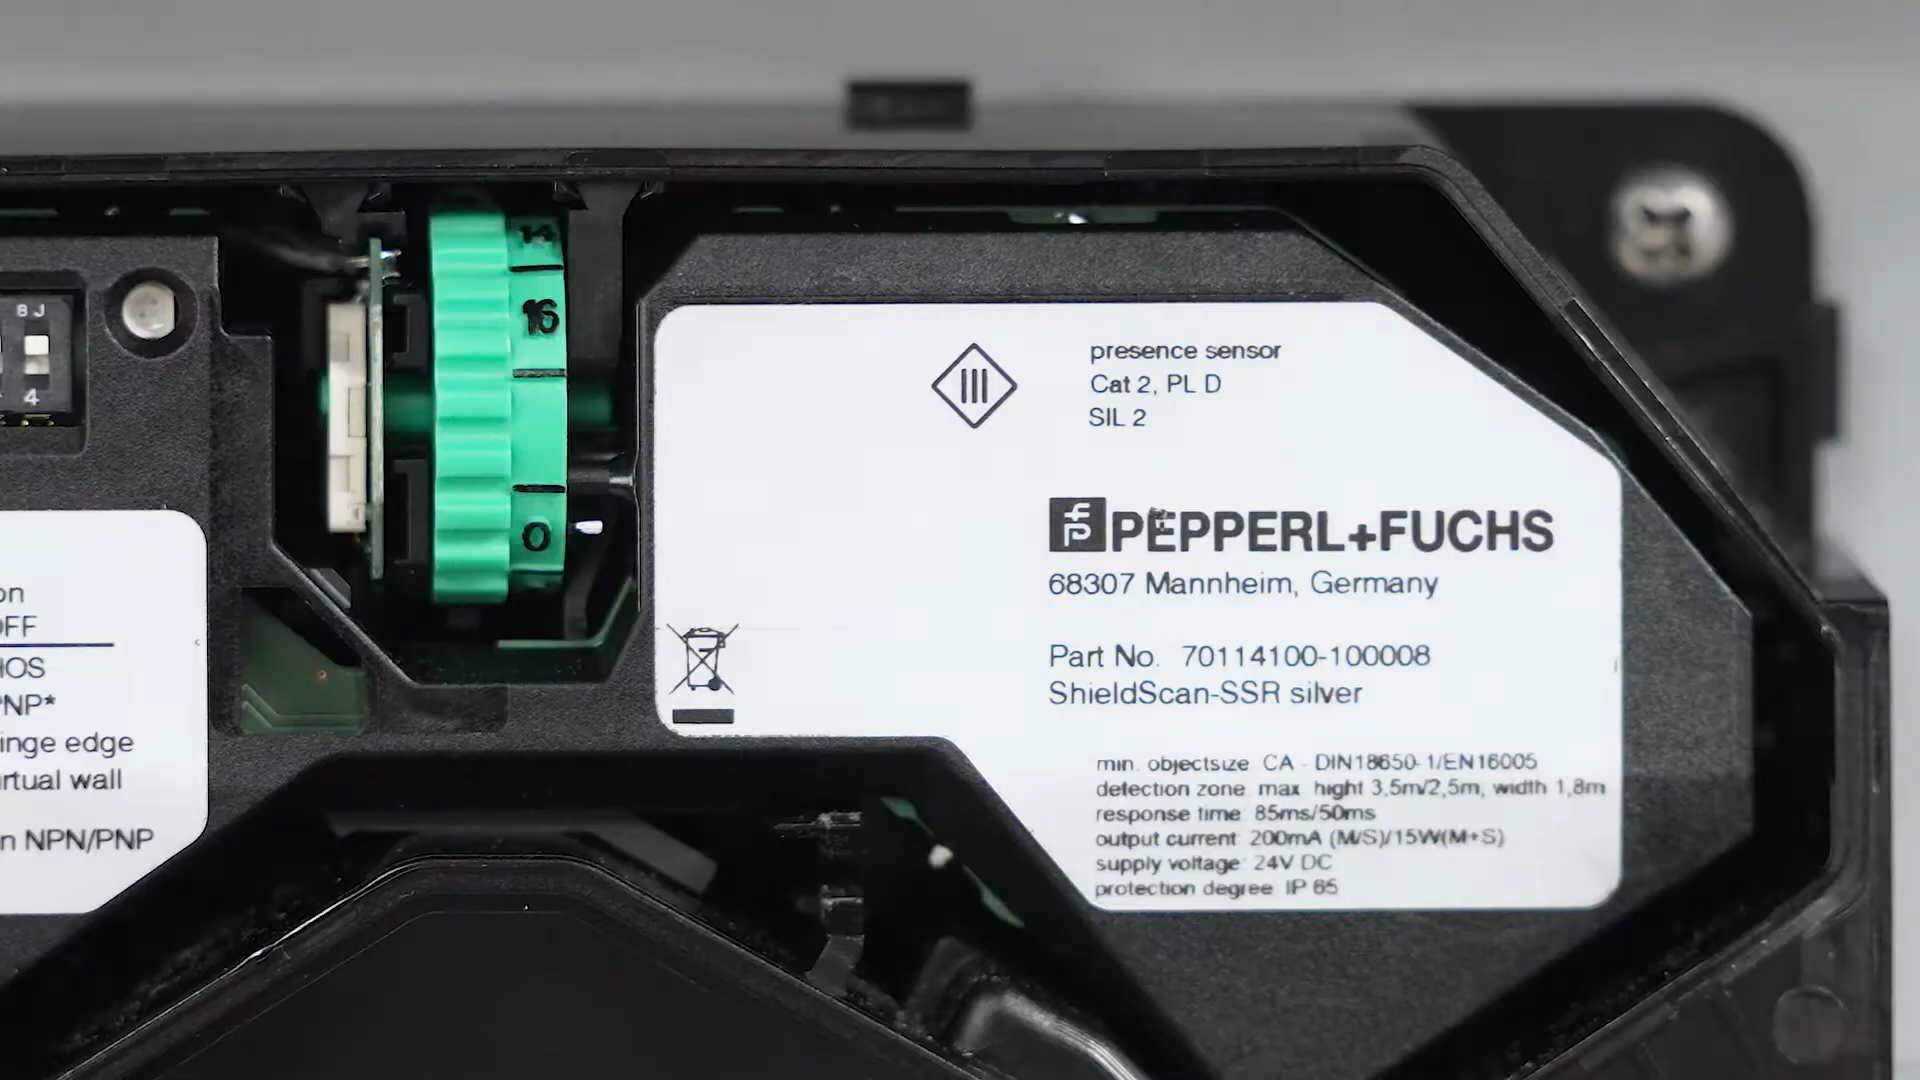 8 J
4
14
16
0
on
OFF
HOS
PNP*
inge edge
irtual wall
n NPN/PNP
presence sensor
Cat 2, PL D
SIL 2
PEPPERL+FUCHS
68307 Mannheim, Germany
Part No. 70114100-100008
ShieldScan-SSR silver
min. objectsize CA - DIN18650-1/EN16005
detection zone max hight 3,5m/2,5m, width 1,8m
response time: 85ms/50ms
output current: 200mA (M/S)/15W(M+S)
supply voltage: 24V DC
protection degree IP 65